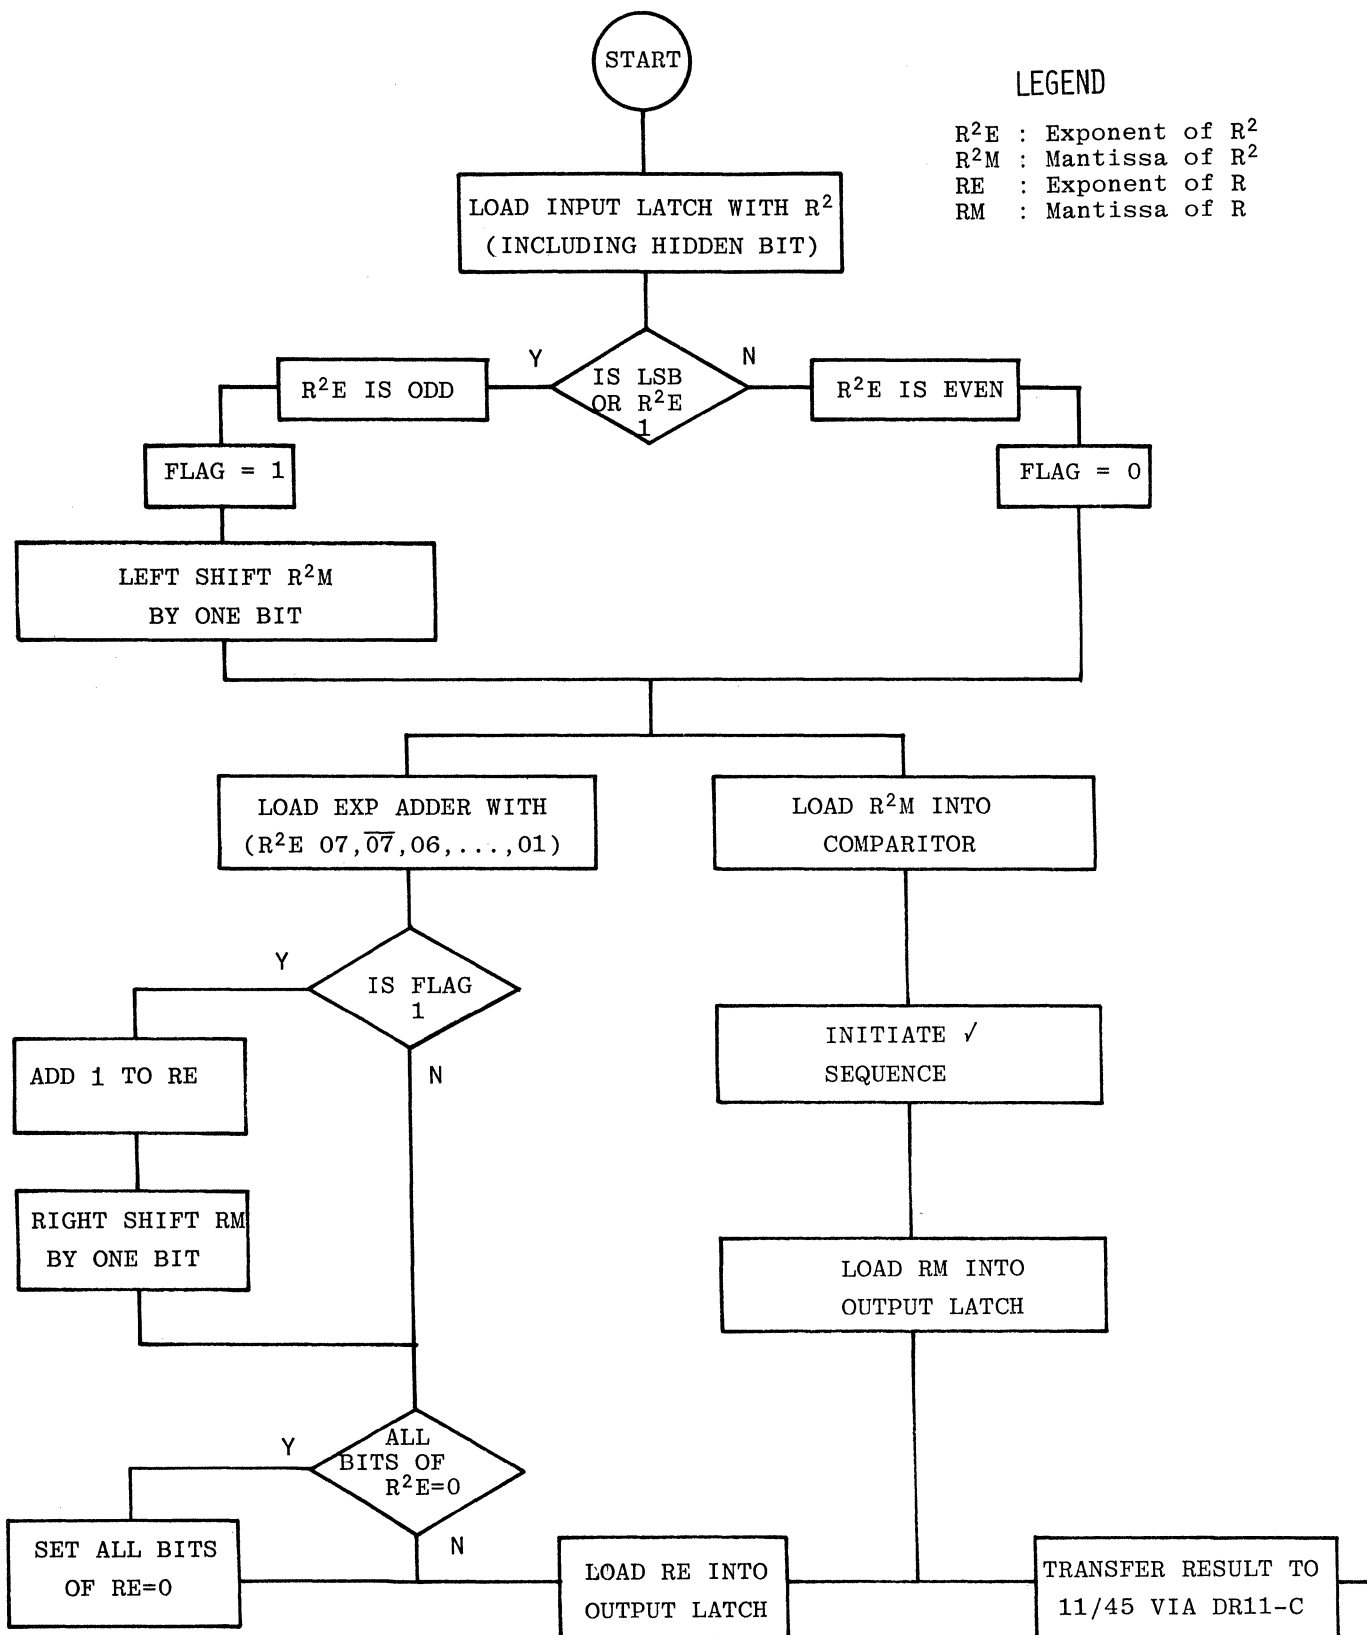 START
LEGEND
R²E : Exponent of R²
R²M : Mantissa of R²
RE : Exponent of R
RM : Mantissa of R
LOAD INPUT LATCH WITH R²
(INCLUDING HIDDEN BIT)
Y
N
R²E IS ODD
IS LSB
OR R²E
1
R²E IS EVEN
FLAG = 1
FLAG = 0
LEFT SHIFT R²M
BY ONE BIT
LOAD EXP ADDER WITH
(R²E 07,0̅7̅,06,...,01)
LOAD R²M INTO
COMPARITOR
Y
IS FLAG
1
N
INITIATE √
SEQUENCE
ADD 1 TO RE
RIGHT SHIFT RM
BY ONE BIT
LOAD RM INTO
OUTPUT LATCH
Y
ALL
BITS OF
R²E=0
N
SET ALL BITS
OF RE=0
LOAD RE INTO
OUTPUT LATCH
TRANSFER RESULT TO
11/45 VIA DR11-C